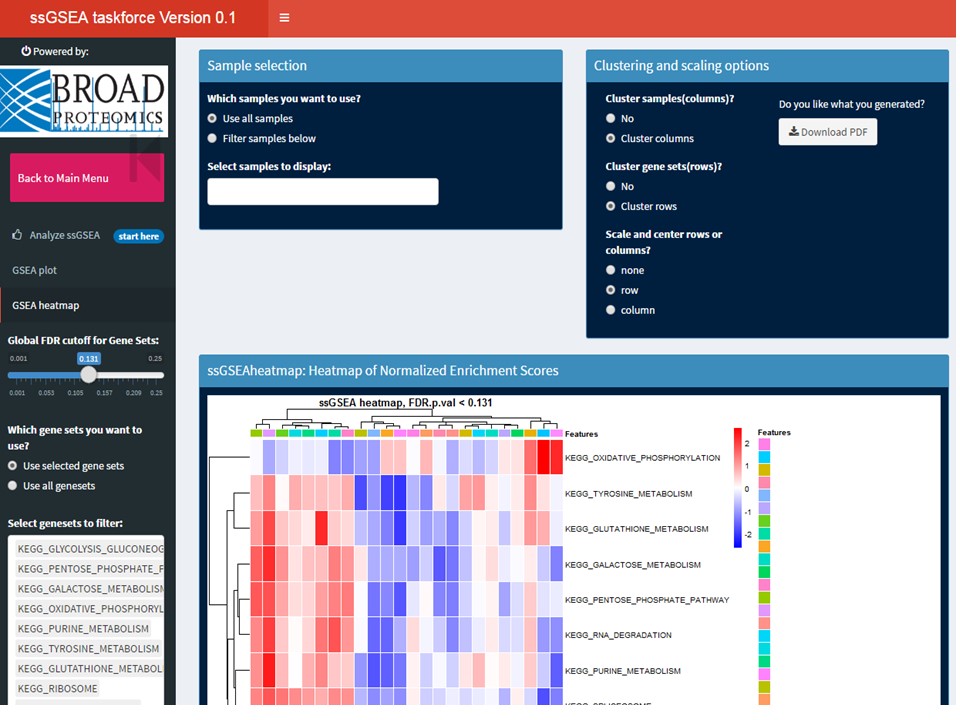 ssGSEA taskforce Version 0.1
Powered by:
BROAD
PROTEOMICS
Back to Main Menu
Analyze ssGSEA
start here
GSEA plot
GSEA heatmap
Global FDR cutoff for Gene Sets:
0.001
0.131
0.25
0.001 0.053 0.105 0.157 0.209 0.25
Which gene sets you want to
use?
Use selected gene sets
Use all genesets
Select genesets to filter:
KEGG_GLYCOLYSIS_GLUCONEOG
KEGG_PENTOSE_PHOSPHATE_P
KEGG_GALACTOSE_METABOLISM
KEGG_OXIDATIVE_PHOSPHORYL
KEGG_PURINE_METABOLISM
KEGG_TYROSINE_METABOLISM
KEGG_GLUTATHIONE_METABOLI
KEGG_RIBOSOME
Sample selection
Which samples you want to use?
Use all samples
Filter samples below
Select samples to display:
Clustering and scaling options
Cluster samples(columns)?
No
Cluster columns
Cluster gene sets(rows)?
No
Cluster rows
Scale and center rows or
columns?
none
row
column
Do you like what you generated?
Download PDF
ssGSEAheatmap: Heatmap of Normalized Enrichment Scores
ssGSEA heatmap, FDR.p.val < 0.131
Features
KEGG_OXIDATIVE_PHOSPHORYLATION
KEGG_TYROSINE_METABOLISM
KEGG_GLUTATHIONE_METABOLISM
KEGG_GALACTOSE_METABOLISM
KEGG_PENTOSE_PHOSPHATE_PATHWAY
KEGG_RNA_DEGRADATION
KEGG_PURINE_METABOLISM
2
1
0
-1
-2
Features